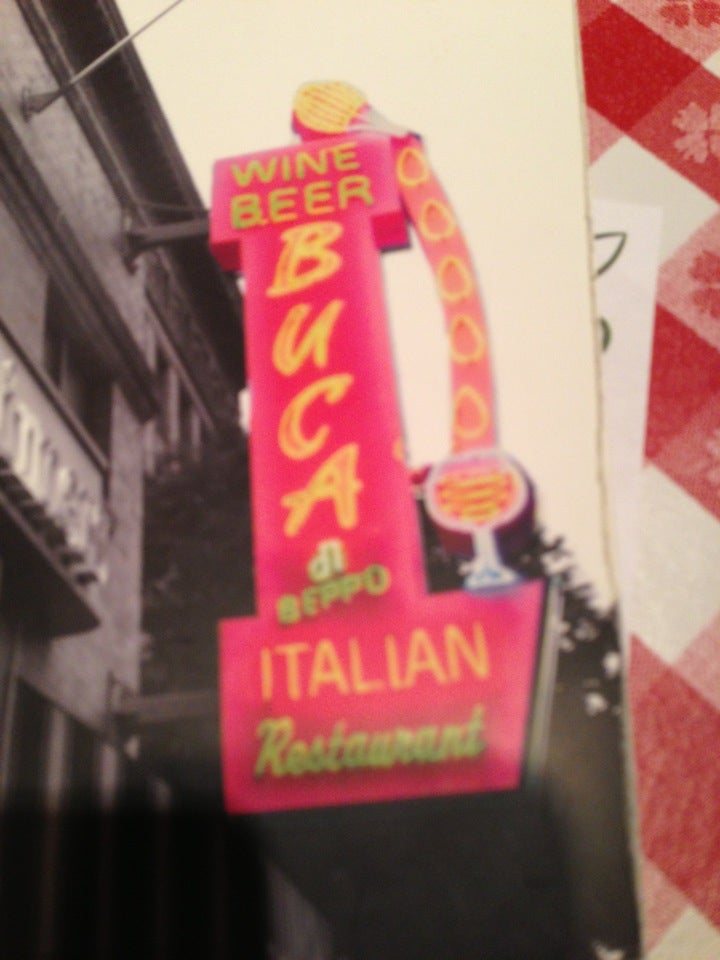 WINE
BEER
BUCA
di
BEPPO
ITALIAN
Restaurant